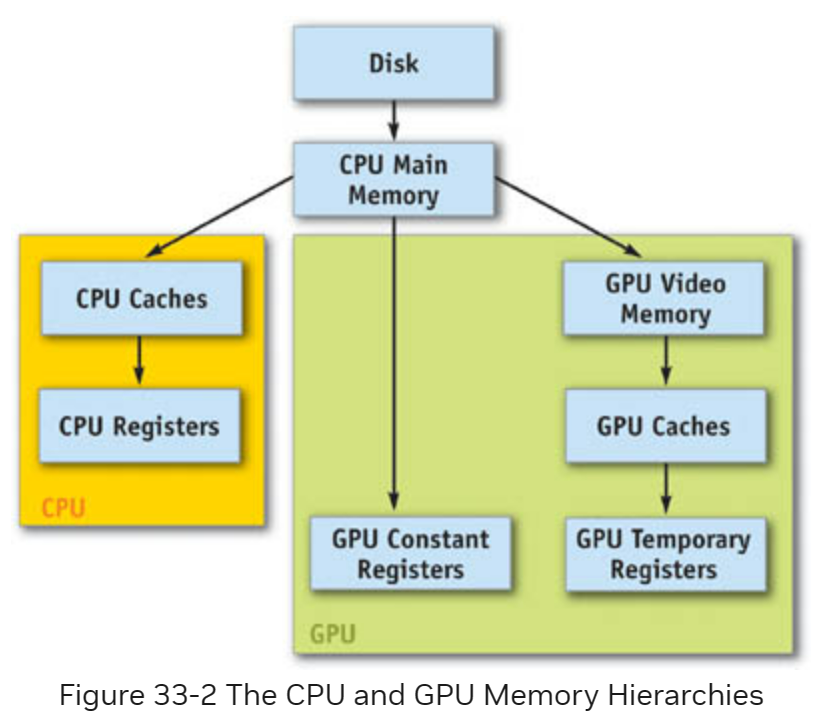 Disk
CPU Main
Memory
CPU Caches
GPU Video
Memory
CPU Registers
GPU Caches
CPU
GPU Constant
Registers
GPU Temporary
Registers
GPU
Figure 33-2 The CPU and GPU Memory Hierarchies